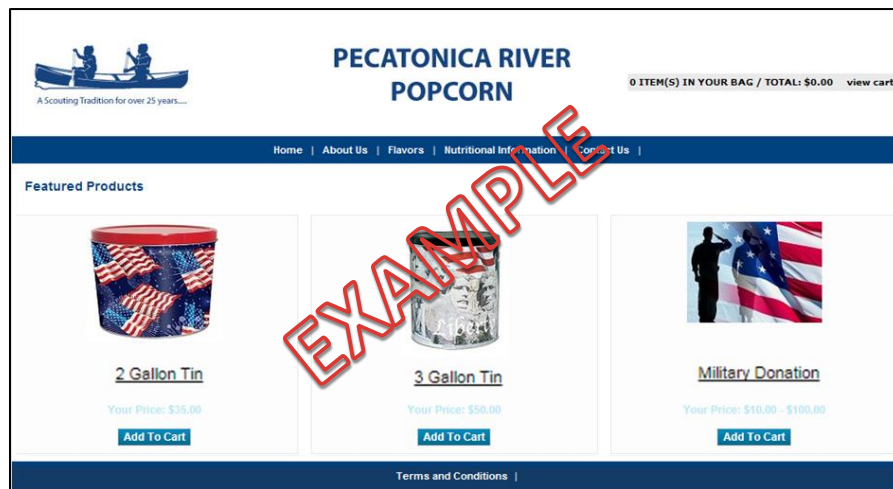 A Scouting Tradition for over 25 years.....
PECATONICA RIVER
POPCORN
0 ITEM(S) IN YOUR BAG / TOTAL: $0.00 view cart
Home | About Us | Flavors | Nutritional Information | Contact Us |
Featured Products
EXAMPLE
Liberty
2 Gallon Tin
3 Gallon Tin
Military Donation
Your Price: $35.00
Your Price: $50.00
Your Price: $10.00 - $100.00
Add To Cart
Add To Cart
Add To Cart
Terms and Conditions |